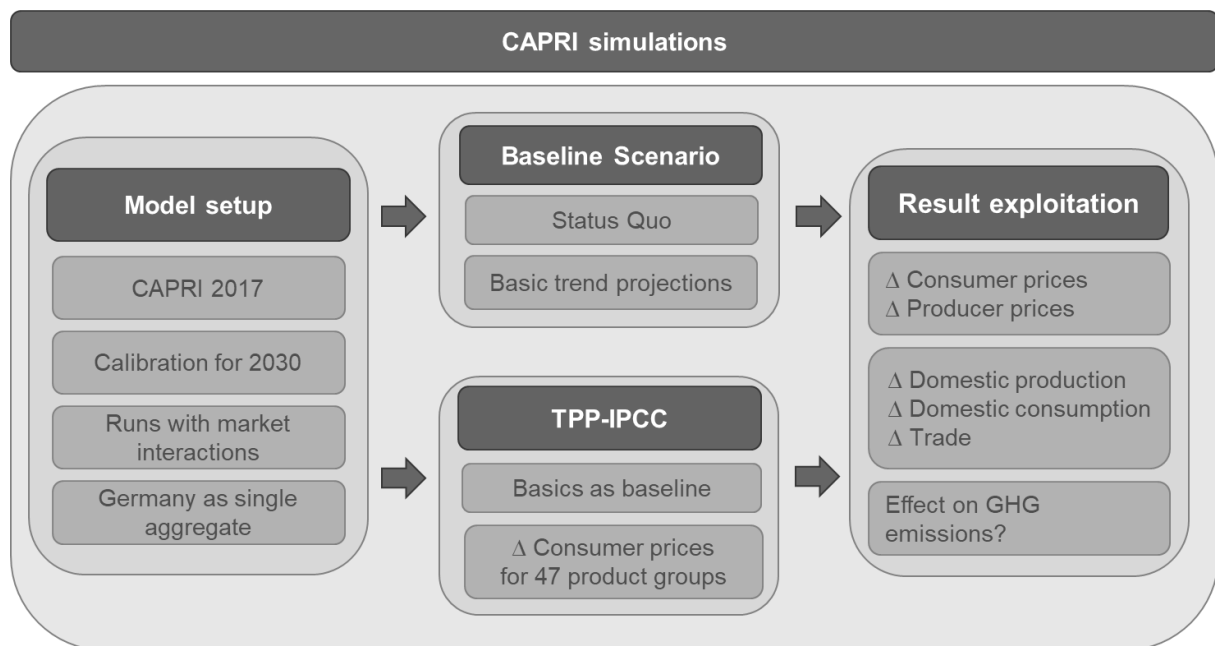 CAPRI simulations
Model setup
CAPRI 2017
Calibration for 2030
Runs with market
interactions
Germany as single
aggregate
Baseline Scenario
Status Quo
Basic trend projections
TPP-IPCC
Basics as baseline
Δ Consumer prices
for 47 product groups
Result exploitation
Δ Consumer prices
Δ Producer prices
Δ Domestic production
Δ Domestic consumption
Δ Trade
Effect on GHG
emissions?